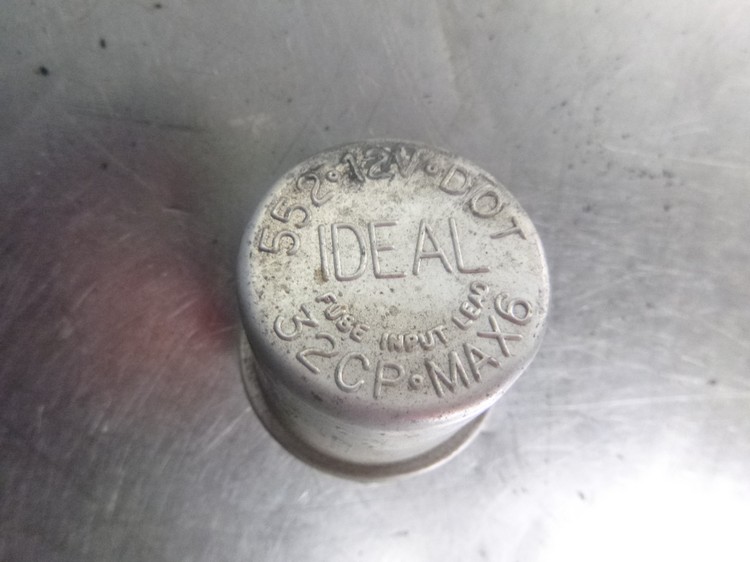 552·12V·DOT
IDEAL
FUSE INPUT LEAD
32CP·MAX6